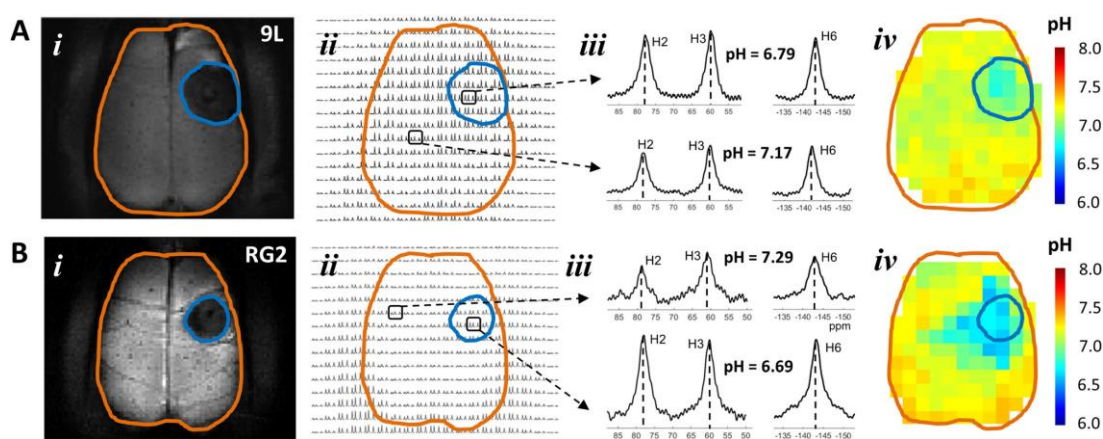 A i 9L ii iii iv pH
H2 H3 pH = 6.79 H6
85 80 75 70 65 60 55 -135 -140 -145 -150
H2 H3 pH = 7.17 H6
85 80 75 70 65 60 55 -135 -140 -145 -150
8.0
7.5
7.0
6.5
6.0
B i RG2 ii iii iv pH
H2 H3 pH = 7.29 H6
85 80 75 70 65 60 55 50 -135 -140 -145 -150
ppm
H2 H3 pH = 6.69 H6
85 80 75 70 65 60 55 50 -135 -140 -145 -150
8.0
7.5
7.0
6.5
6.0